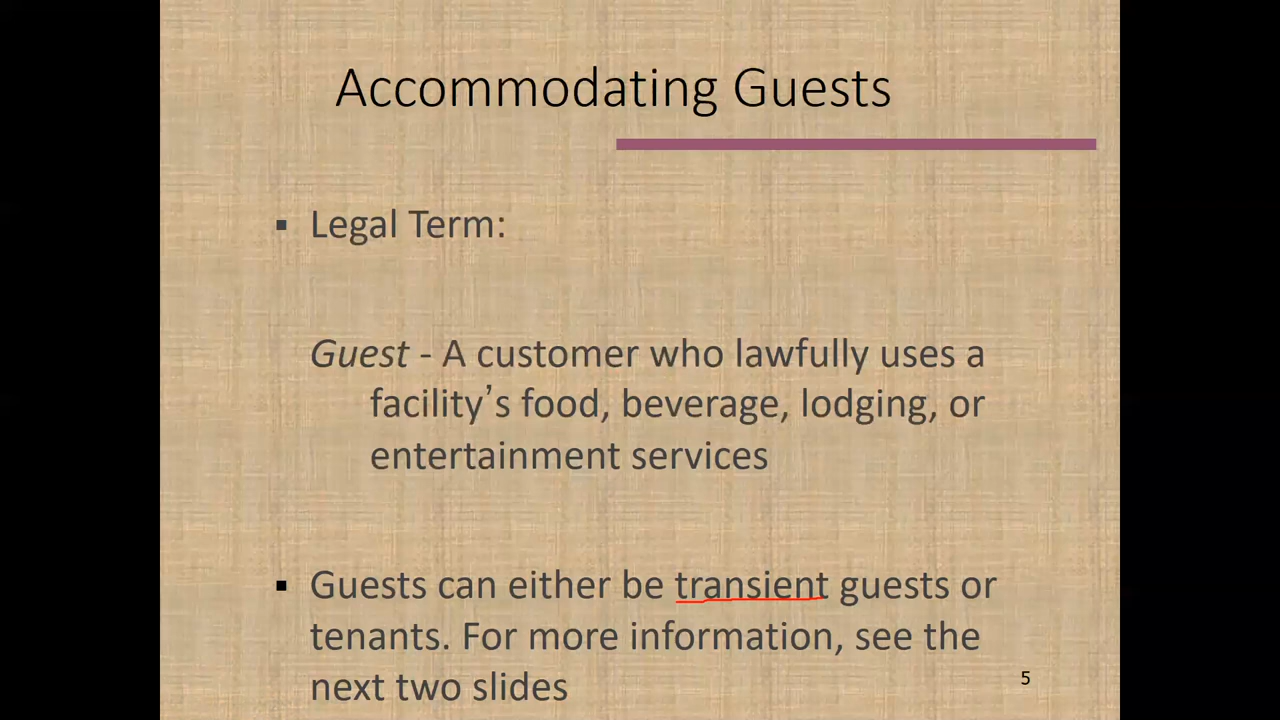 Accommodating Guests
▪ Legal Term:
Guest - A customer who lawfully uses a
facility’s food, beverage, lodging, or
entertainment services
▪ Guests can either be transient guests or
tenants. For more information, see the
next two slides
5